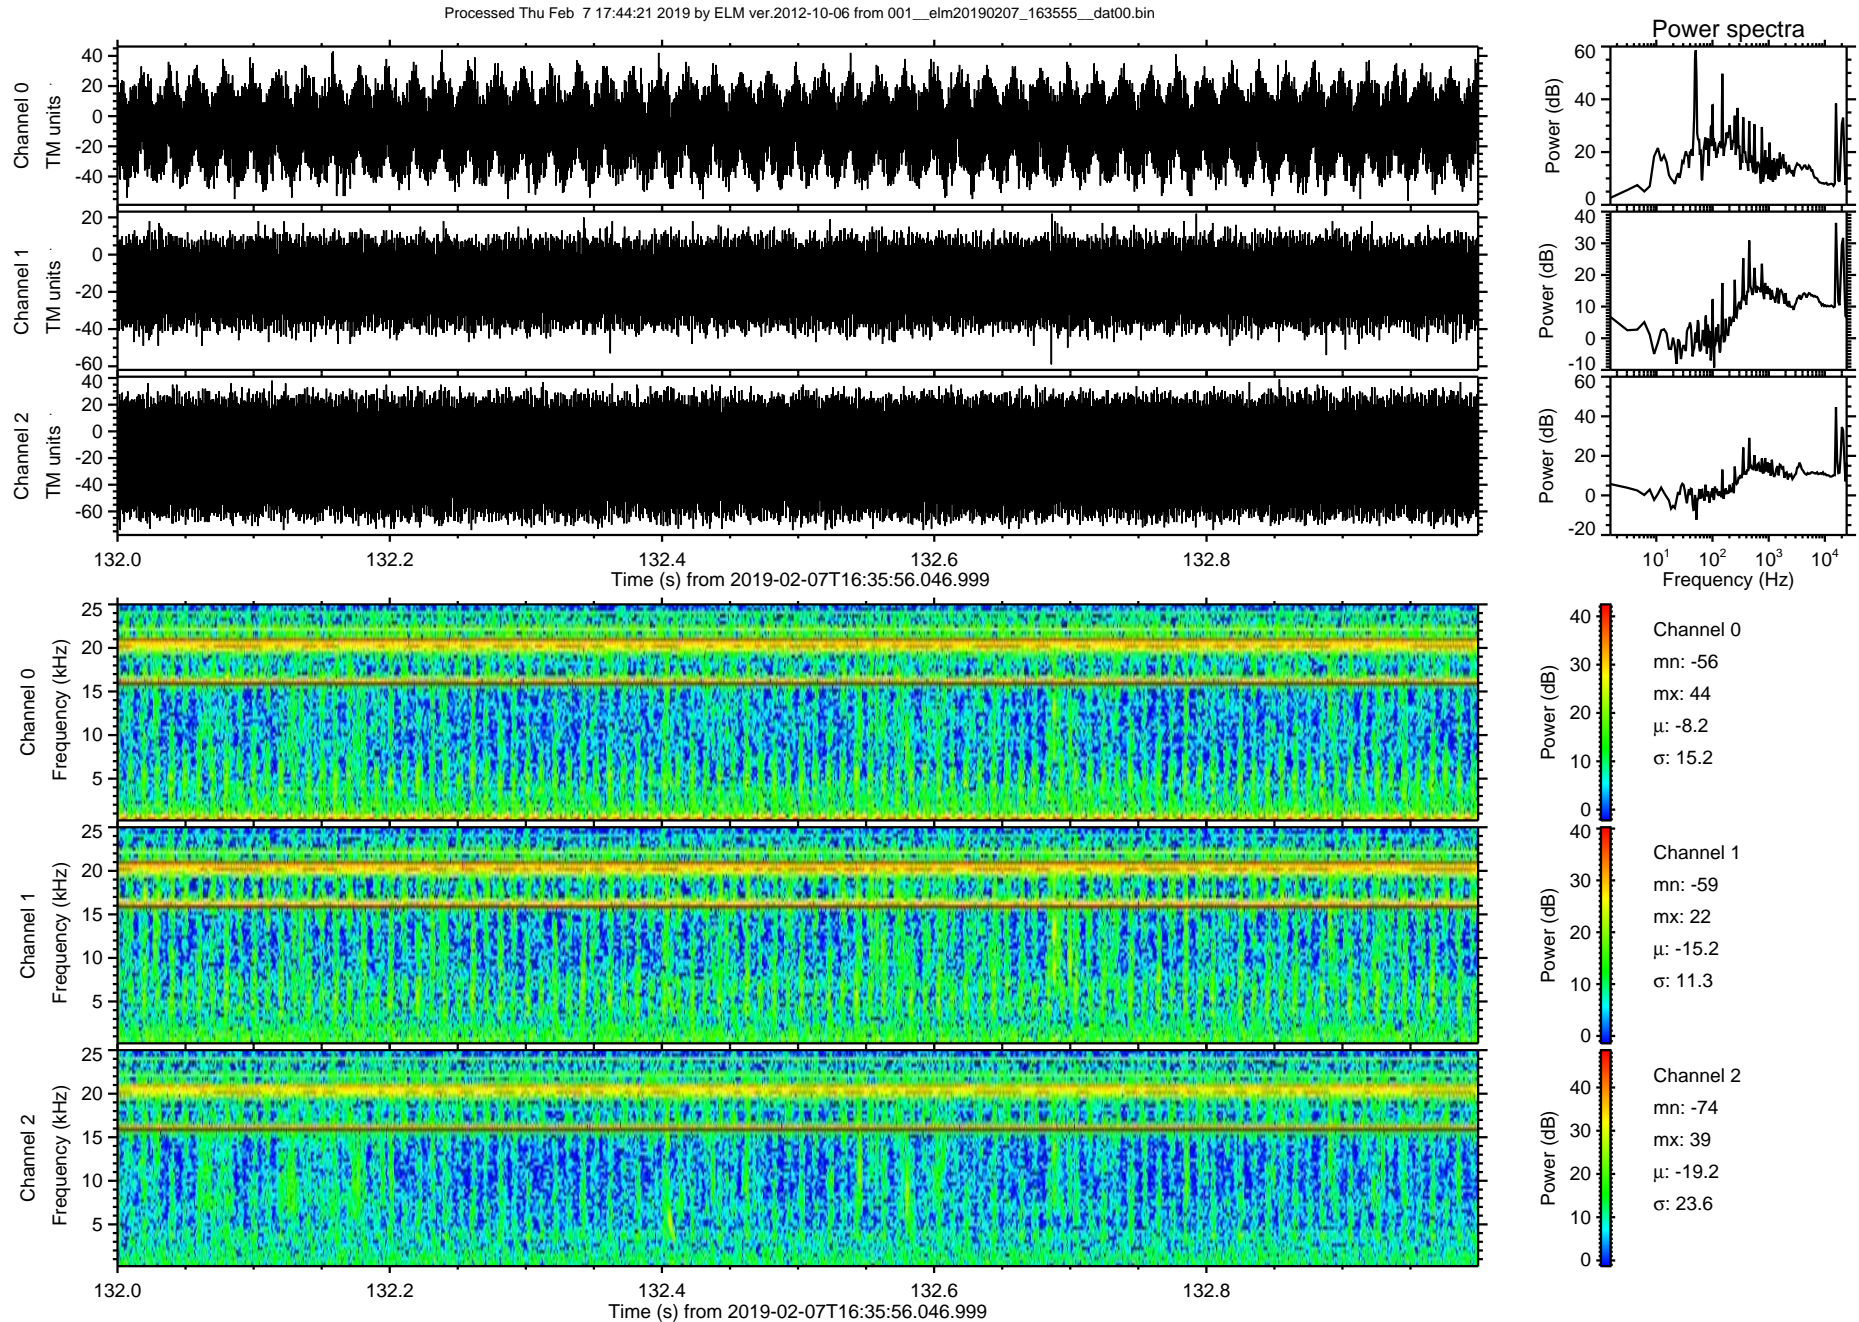 Processed Thu Feb  7 17:44:21 2019 by ELM ver.2012-10-06 from 001__elm20190207_163555__dat00.bin
Power spectra
Channel 0
TM units
40
20
0
-20
-40
Power (dB)
60
40
20
0
Channel 1
TM units
20
0
-20
-40
-60
Power (dB)
40
30
20
10
0
-10
Channel 2
TM units
40
20
0
-20
-40
-60
Power (dB)
60
40
20
0
-20
132.0 132.2 132.4 132.6 132.8
Time (s) from 2019-02-07T16:35:56.046.999
10¹ 10² 10³ 10⁴
Frequency (Hz)
Channel 0
Frequency (kHz)
25
20
15
10
5
Power (dB)
40
30
20
10
0
Channel 0
mn: -56
mx: 44
µ: -8.2
σ: 15.2
Channel 1
Frequency (kHz)
25
20
15
10
5
Power (dB)
40
30
20
10
0
Channel 1
mn: -59
mx: 22
µ: -15.2
σ: 11.3
Channel 2
Frequency (kHz)
25
20
15
10
5
Power (dB)
40
30
20
10
0
Channel 2
mn: -74
mx: 39
µ: -19.2
σ: 23.6
132.0 132.2 132.4 132.6 132.8
Time (s) from 2019-02-07T16:35:56.046.999